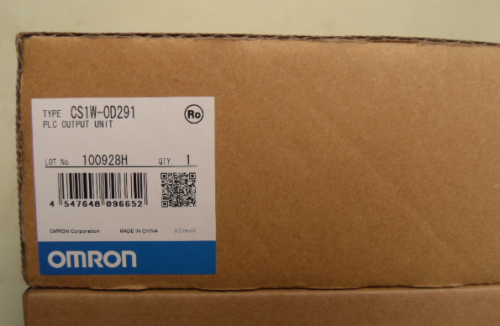 TYPE CS1W-OD291 Ro
PLC OUTPUT UNIT
LOT No. 100928H QTY. 1
4 547648 096652
OMRON Corporation MADE IN CHINA
OMRON